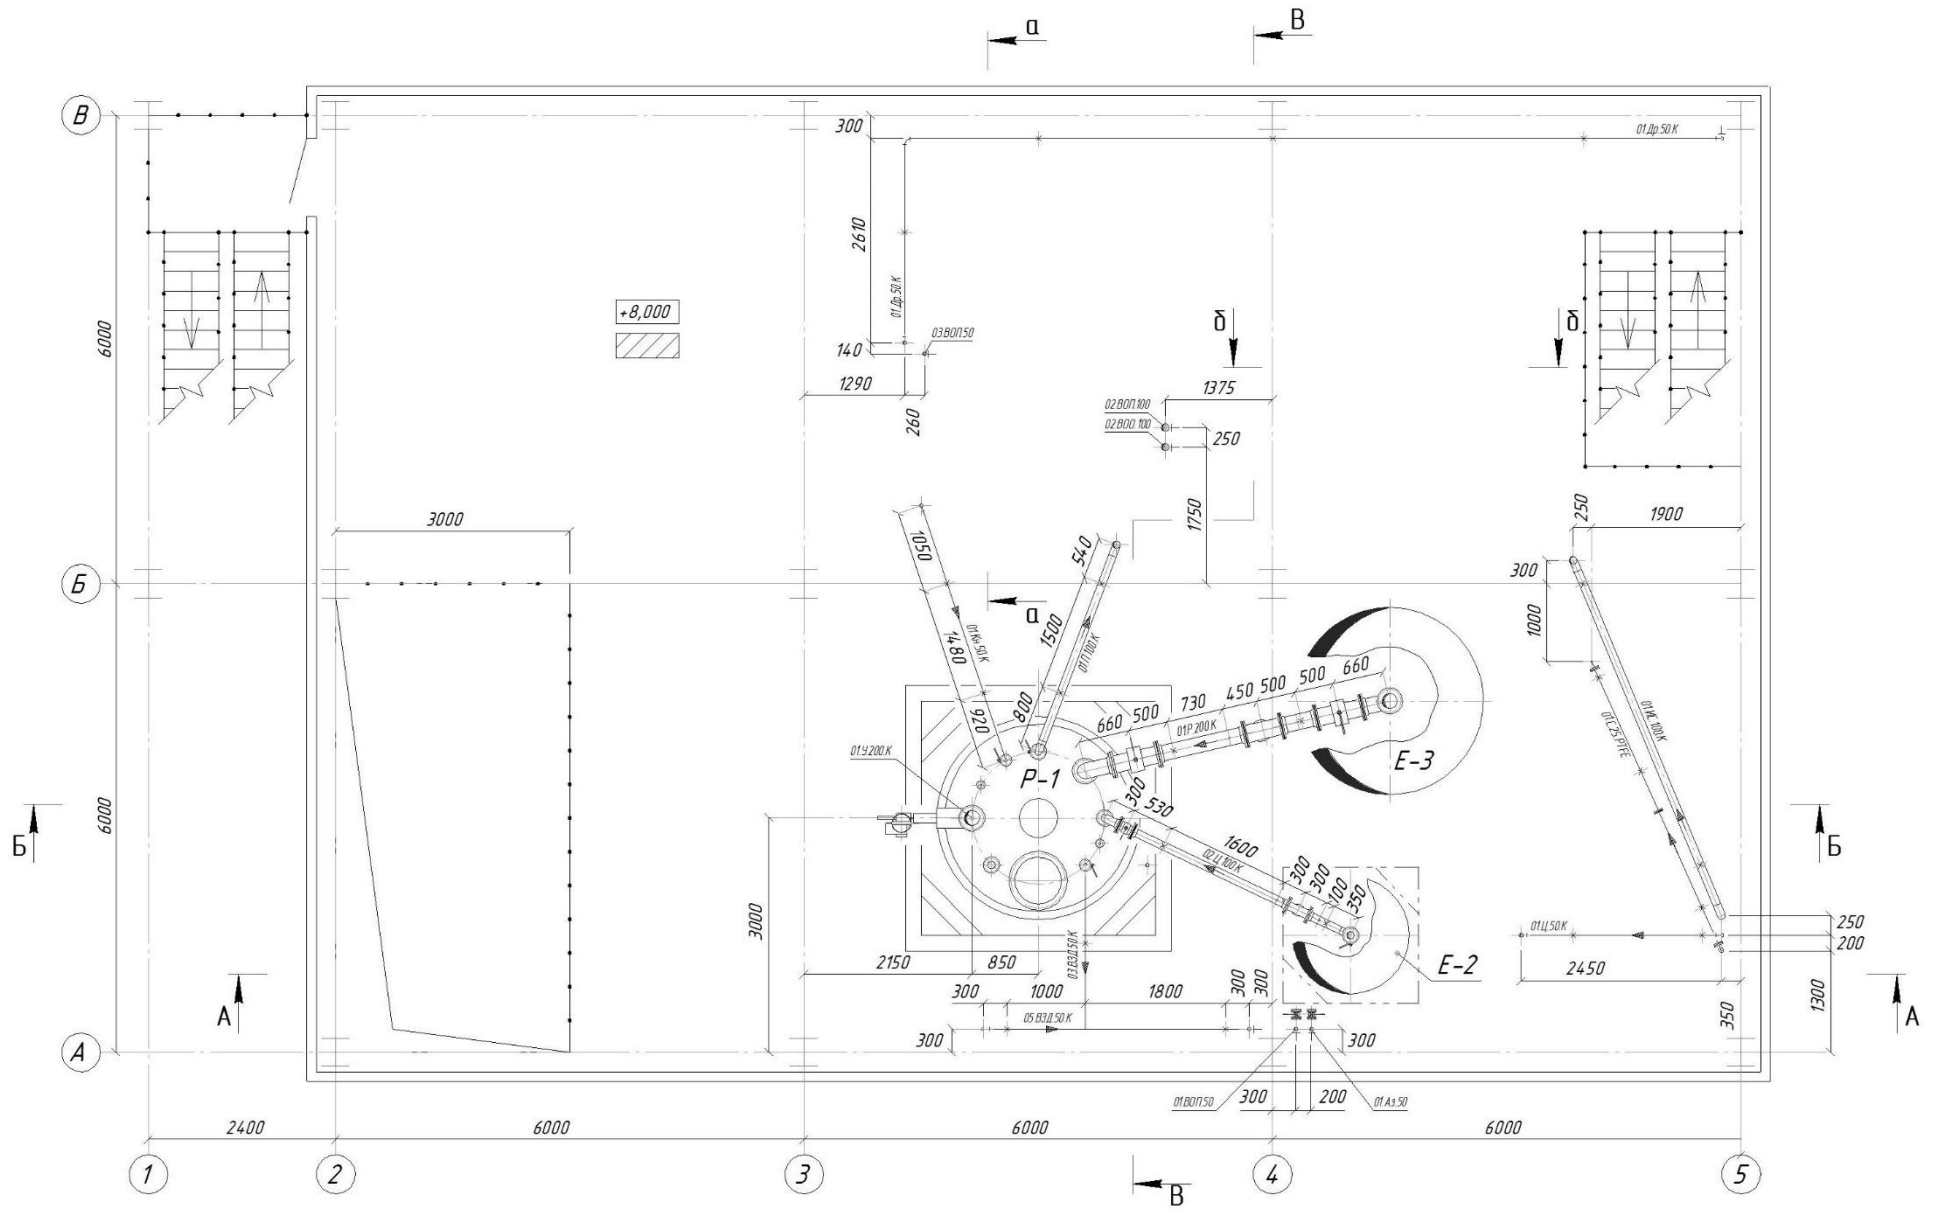 а
В
В
300
01.Др.50.К
2610
01.Др.50.К
+8,000
03.ВОП.50
140
1290
260
б
б
1375
02.ВОП.100
02.ВОО.100
250
1750
6000
3000
1050
540
250
1900
Б
300
1000
а
1480
01.Кн.50.К
1500
01.П.100.К
920
800
660
500
730
450
500
500
660
01.Р.200.К
01.ИС.100.К
01.Г.25.PTFE
01.У.200.К
Р-1
Е-3
300
530
6000
Б
Б
1600
02.Ц.100.К
300
300
100
350
3000
01.Ц.50.К
250
200
03.ВЗД.50.К
2150
850
Е-2
2450
300
1000
1800
300
300
350
1300
А
А
05.ВЗД.50.К
300
300
А
01.ВОП.50
300
200
01.Аз.50
2400
6000
6000
6000
1
2
3
4
5
В